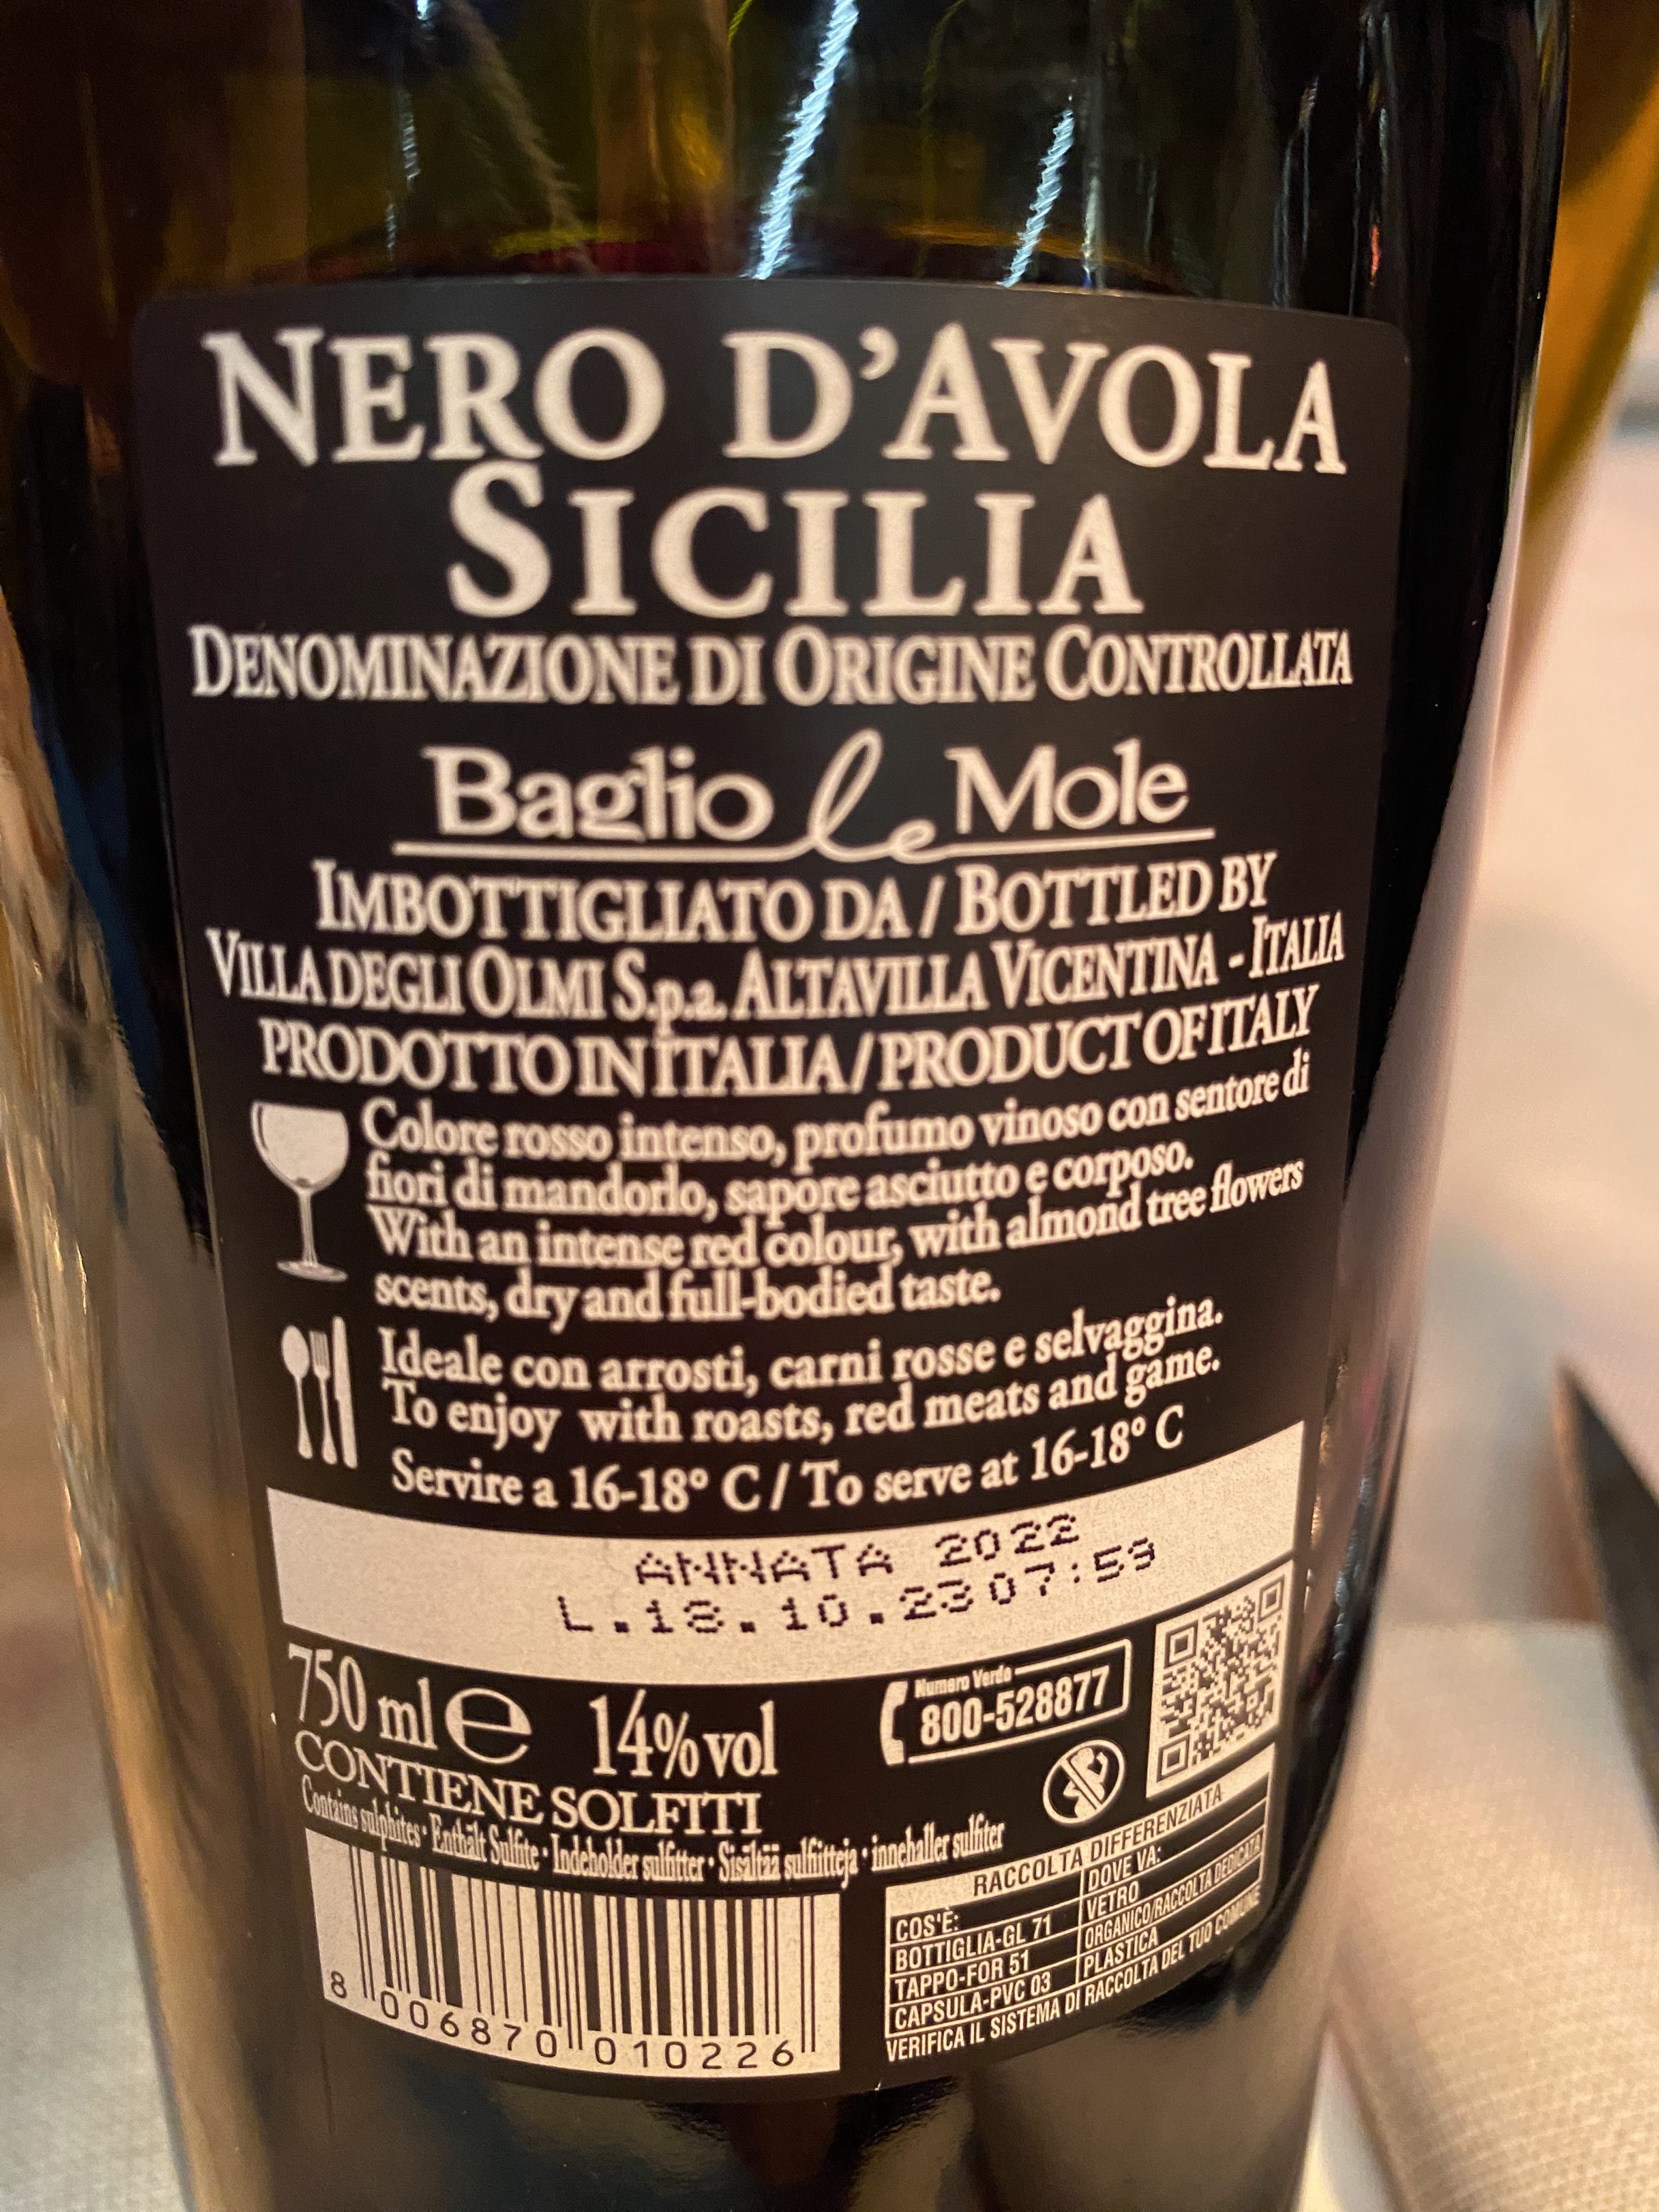 NERO D'AVOLA
SICILIA
DENOMINAZIONE DI ORIGINE CONTROLLATA
Baglio le Mole
IMBOTTIGLIATO DA / BOTTLED BY
VILLA DEGLI OLMI S.p.a. ALTAVILLA VICENTINA - ITALIA
PRODOTTO IN ITALIA / PRODUCT OF ITALY
Colore rosso intenso, profumo vinoso con sentore di
fiori di mandorlo, sapore asciutto e corposo.
With an intense red colour, with almond tree flowers
scents, dry and full-bodied taste.
Ideale con arrosti, carni rosse e selvaggina.
To enjoy with roasts, red meats and game.
Servire a 16-18° C / To serve at 16-18° C
ANNATA 2022
L.18.10.23 07:59
750 ml e 14% vol
Numero Verde
800-528877
CONTIENE SOLFITI
Contains sulphites · Enthält Sulfite · Indeholder sulfitter · Sisältää sulfiitteja · innehaller sulfiter
RACCOLTA DIFFERENZIATA
COS'È: DOVE VA:
BOTTIGLIA-GL 71 VETRO
TAPPO-FOR 51 ORGANICO/RACCOLTA DEDICATA
CAPSULA-PVC 03 PLASTICA
VERIFICA IL SISTEMA DI RACCOLTA DEL TUO COMUNE
8 006870 010226